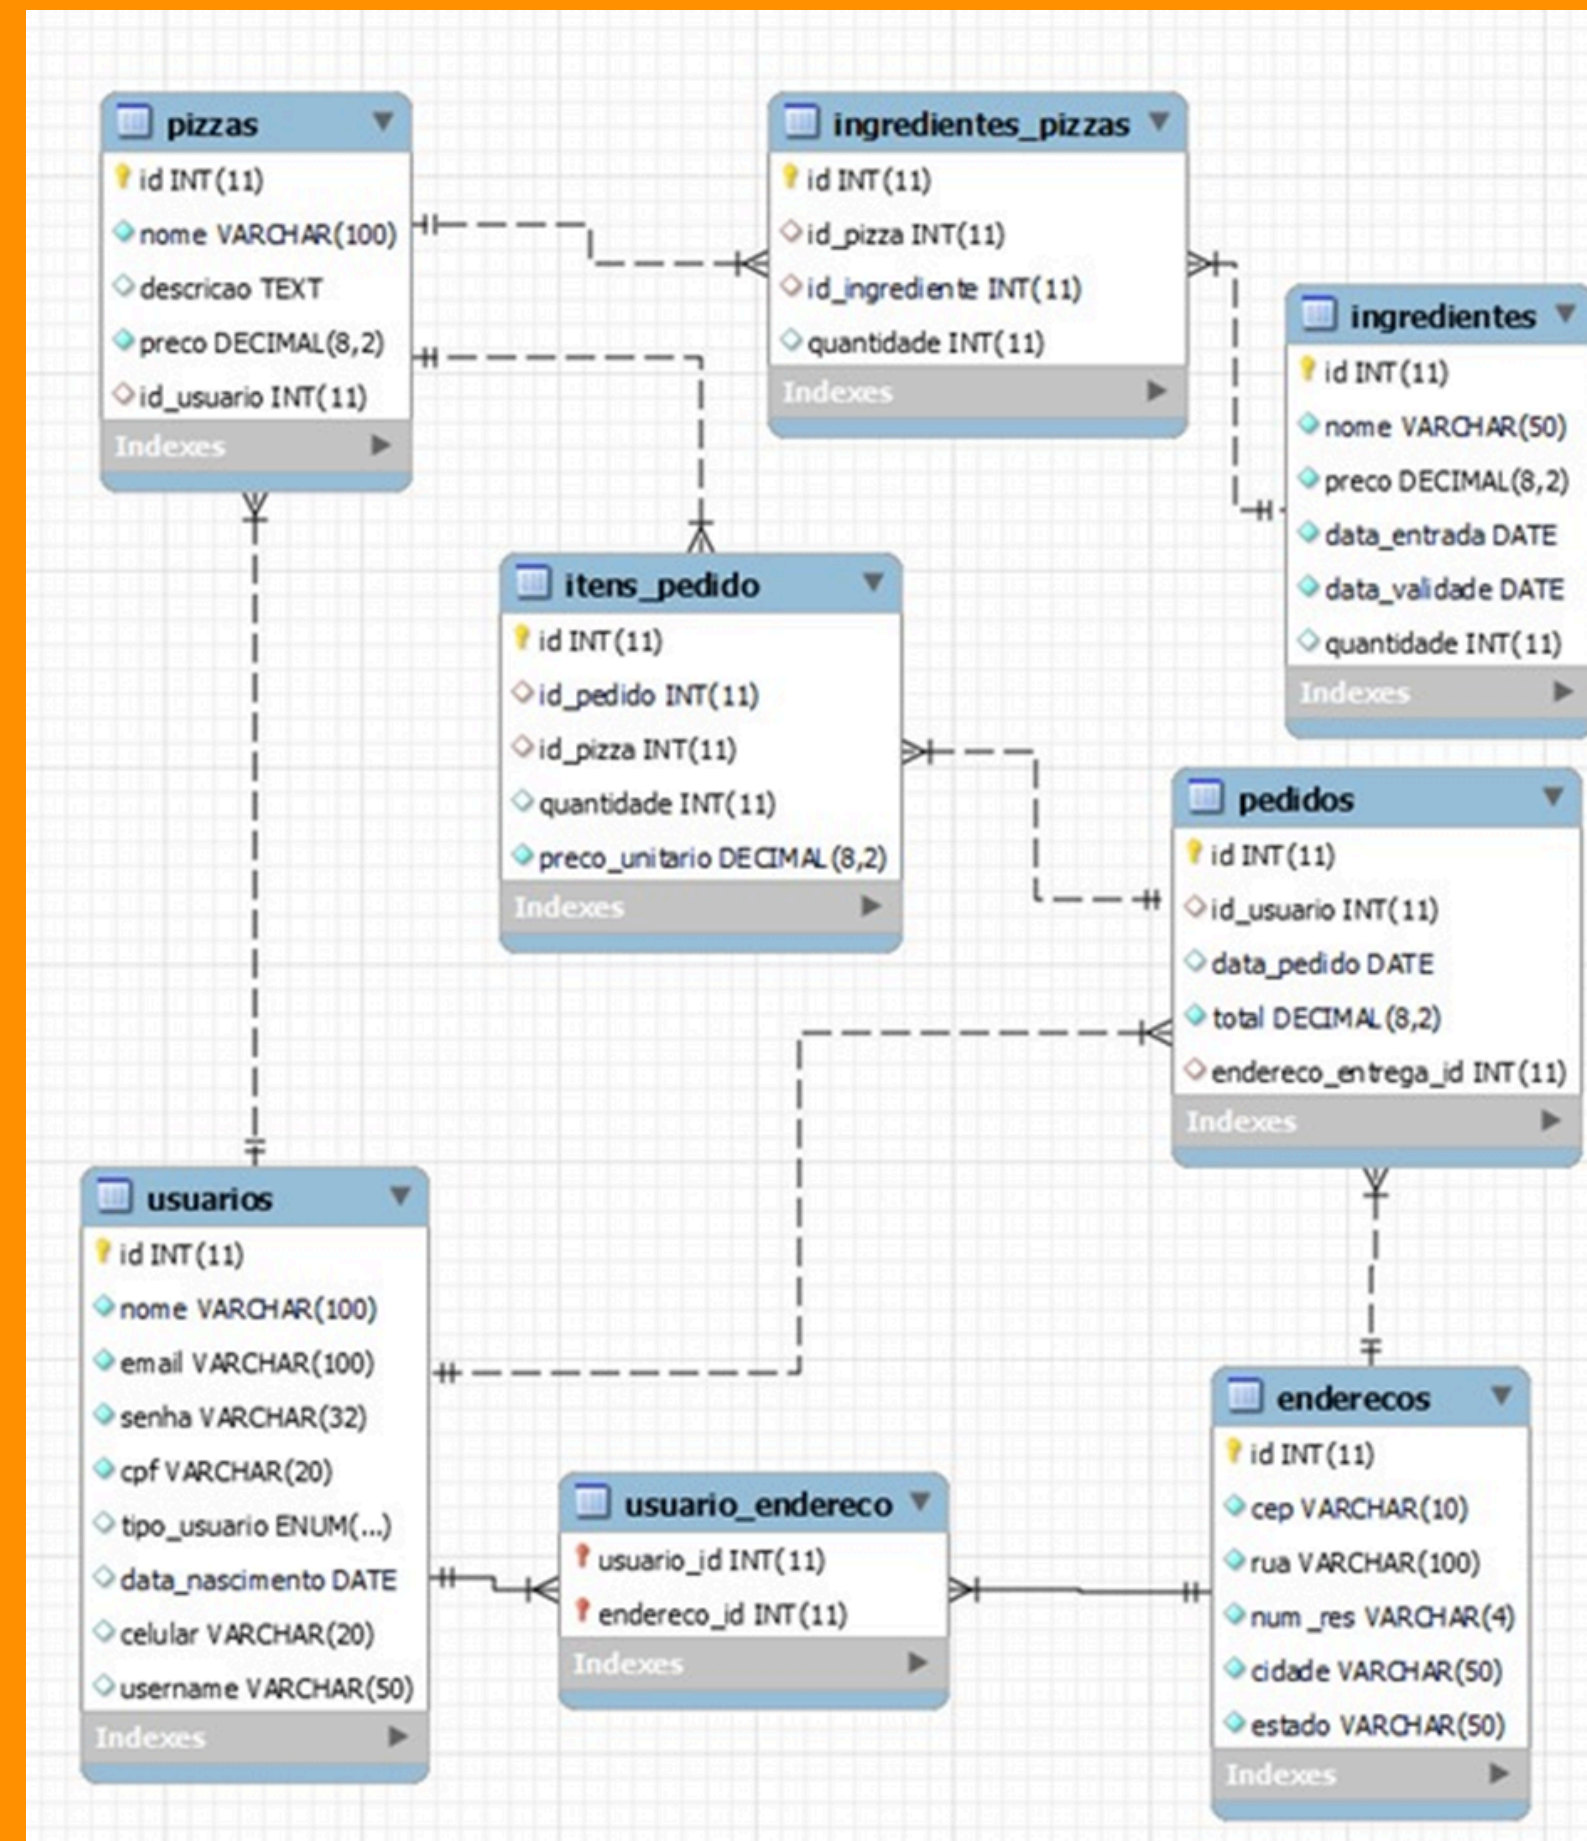 pizzas
id INT(11)
nome VARCHAR(100)
descricao TEXT
preco DECIMAL(8,2)
id_usuario INT(11)
Indexes
ingredientes_pizzas
id INT(11)
id_pizza INT(11)
id_ingrediente INT(11)
quantidade INT(11)
Indexes
ingredientes
id INT(11)
nome VARCHAR(50)
preco DECIMAL(8,2)
data_entrada DATE
data_validade DATE
quantidade INT(11)
Indexes
itens_pedido
id INT(11)
id_pedido INT(11)
id_pizza INT(11)
quantidade INT(11)
preco_unitario DECIMAL(8,2)
Indexes
pedidos
id INT(11)
id_usuario INT(11)
data_pedido DATE
total DECIMAL(8,2)
endereco_entrega_id INT(11)
Indexes
usuarios
id INT(11)
nome VARCHAR(100)
email VARCHAR(100)
senha VARCHAR(32)
cpf VARCHAR(20)
tipo_usuario ENUM(...)
data_nascimento DATE
celular VARCHAR(20)
username VARCHAR(50)
Indexes
usuario_endereco
usuario_id INT(11)
endereco_id INT(11)
Indexes
enderecos
id INT(11)
cep VARCHAR(10)
rua VARCHAR(100)
num_res VARCHAR(4)
cidade VARCHAR(50)
estado VARCHAR(50)
Indexes